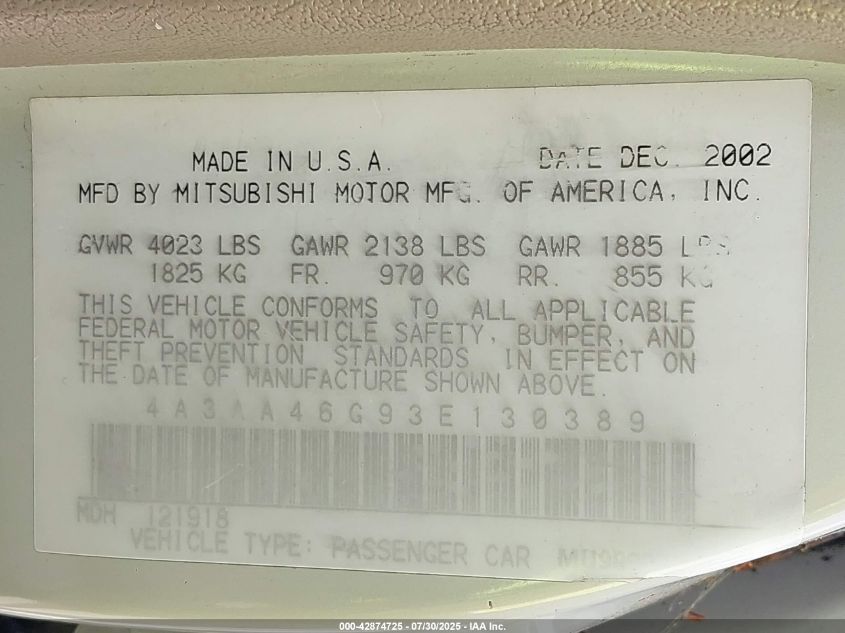 MADE IN U.S.A. DATE DEC. 2002
MFD BY MITSUBISHI MOTOR MFG. OF AMERICA, INC.
GVWR 4023 LBS GAWR 2138 LBS GAWR 1885 LBS
1825 KG FR. 970 KG RR. 855 KG
THIS VEHICLE CONFORMS TO ALL APPLICABLE
FEDERAL MOTOR VEHICLE SAFETY, BUMPER, AND
THEFT PREVENTION STANDARDS IN EFFECT ON
THE DATE OF MANUFACTURE SHOWN ABOVE.
4A3AA46G93E130389
MDH 121918
VEHICLE TYPE: PASSENGER CAR
000-42874725 - 07/30/2025 - IAA Inc.